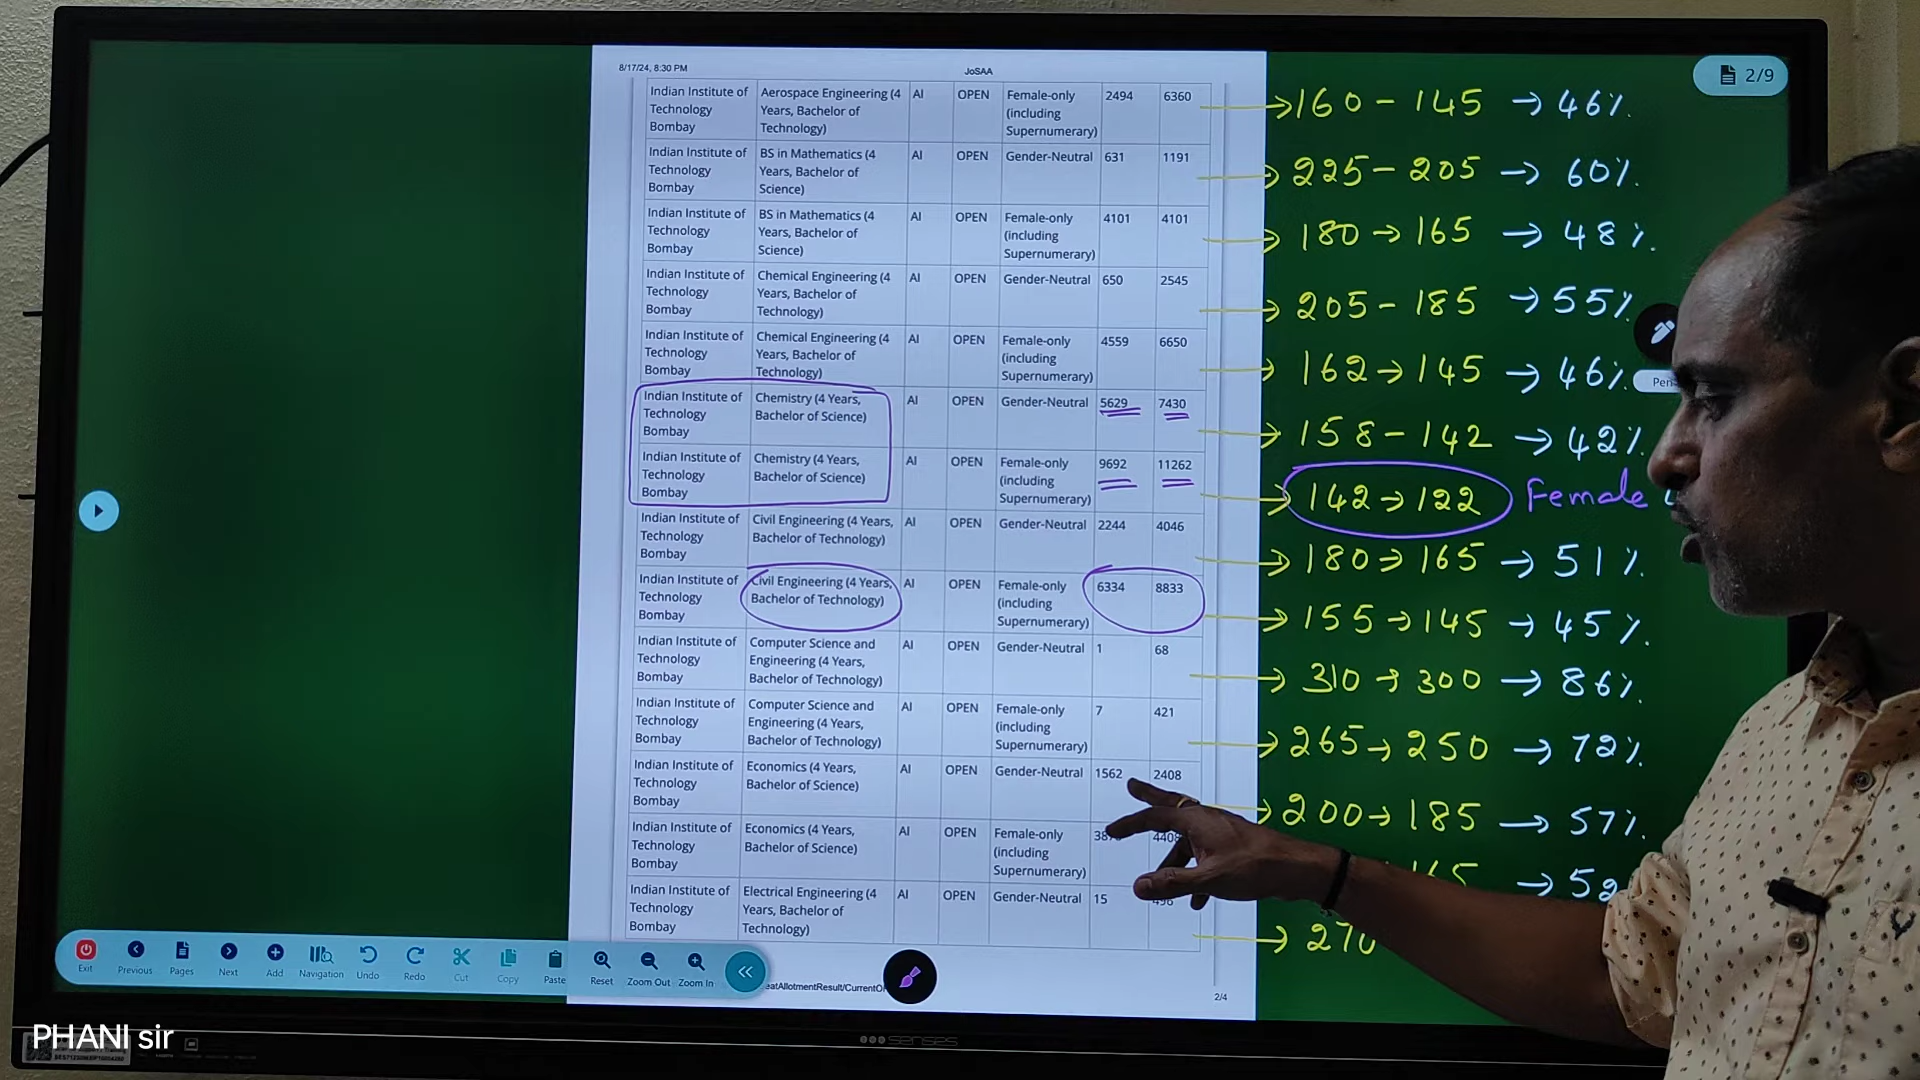 8/17/24, 8:30 PM
JoSAA
2/9
Indian Institute of Technology Bombay Aerospace Engineering (4 Years, Bachelor of Technology) AI OPEN Female-only (including Supernumerary) 2494 6360 → 160 - 145 → 46%.
Indian Institute of Technology Bombay BS in Mathematics (4 Years, Bachelor of Science) AI OPEN Gender-Neutral 631 1191 → 225 - 205 → 60%.
Indian Institute of Technology Bombay BS in Mathematics (4 Years, Bachelor of Science) AI OPEN Female-only (including Supernumerary) 4101 4101 → 180 → 165 → 48%.
Indian Institute of Technology Bombay Chemical Engineering (4 Years, Bachelor of Technology) AI OPEN Gender-Neutral 650 2545 → 205 - 185 → 55%.
Indian Institute of Technology Bombay Chemical Engineering (4 Years, Bachelor of Technology) AI OPEN Female-only (including Supernumerary) 4559 6650 → 162 → 145 → 46%.
Pen
Indian Institute of Technology Bombay Chemistry (4 Years, Bachelor of Science) AI OPEN Gender-Neutral 5629 7430 → 158 - 142 → 42%.
Indian Institute of Technology Bombay Chemistry (4 Years, Bachelor of Science) AI OPEN Female-only (including Supernumerary) 9692 11262 → 142 → 122 Female
Indian Institute of Technology Bombay Civil Engineering (4 Years, Bachelor of Technology) AI OPEN Gender-Neutral 2244 4046 → 180 → 165 → 51%.
Indian Institute of Technology Bombay Civil Engineering (4 Years, Bachelor of Technology) AI OPEN Female-only (including Supernumerary) 6334 8833 → 155 → 145 → 45%.
Indian Institute of Technology Bombay Computer Science and Engineering (4 Years, Bachelor of Technology) AI OPEN Gender-Neutral 1 68 → 310 → 300 → 86%.
Indian Institute of Technology Bombay Computer Science and Engineering (4 Years, Bachelor of Technology) AI OPEN Female-only (including Supernumerary) 7 421 → 265 → 250 → 72%.
Indian Institute of Technology Bombay Economics (4 Years, Bachelor of Science) AI OPEN Gender-Neutral 1562 2408 → 200 → 185 → 57%.
Indian Institute of Technology Bombay Economics (4 Years, Bachelor of Science) AI OPEN Female-only (including Supernumerary) 4408 165 →
Indian Institute of Technology Bombay Electrical Engineering (4 Years, Bachelor of Technology) AI OPEN Gender-Neutral 15 → 270
Exit Previous Pages Next Add Navigation Undo Redo Cut Copy Paste Reset Zoom Out Zoom In
eatAllotmentResult/CurrentO
2/4
PHANI sir
senses